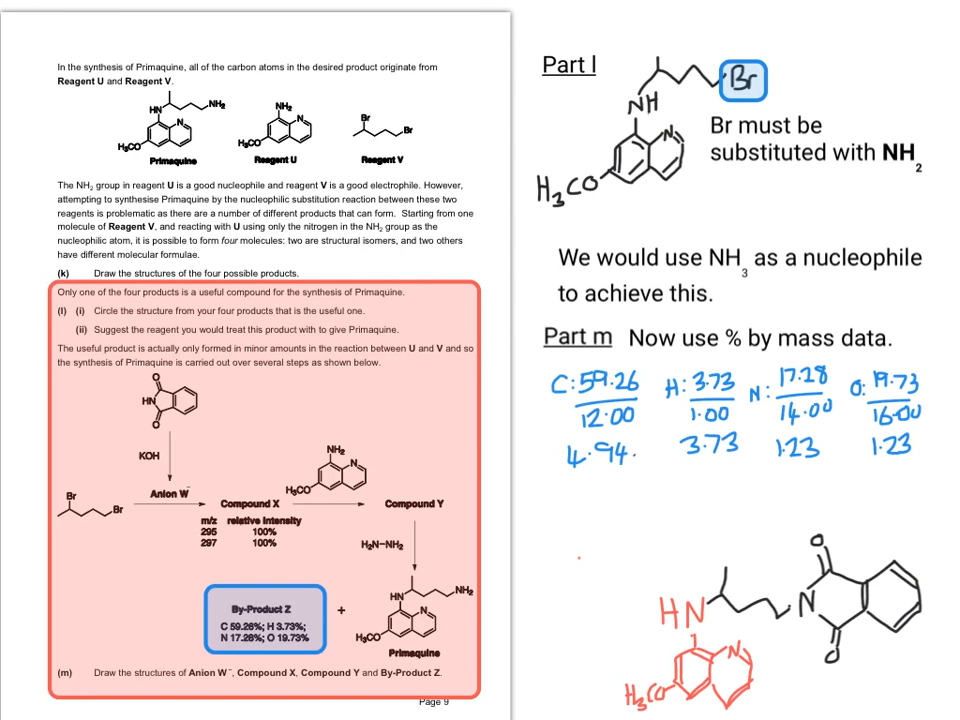 In the synthesis of Primaquine, all of the carbon atoms in the desired product originate from
Reagent U and Reagent V.
HN
NH₂
N
H₃CO
Primaquine
NH₂
N
H₃CO
Reagent U
Br
Br
Reagent V
The NH₂ group in reagent U is a good nucleophile and reagent V is a good electrophile. However,
attempting to synthesise Primaquine by the nucleophilic substitution reaction between these two
reagents is problematic as there are a number of different products that can form. Starting from one
molecule of Reagent V, and reacting with U using only the nitrogen in the NH₂ group as the
nucleophilic atom, it is possible to form four molecules: two are structural isomers, and two others
have different molecular formulae.
(k) Draw the structures of the four possible products.
Only one of the four products is a useful compound for the synthesis of Primaquine.
(l) (i) Circle the structure from your four products that is the useful one.
(ii) Suggest the reagent you would treat this product with to give Primaquine.
The useful product is actually only formed in minor amounts in the reaction between U and V and so
the synthesis of Primaquine is carried out over several steps as shown below.
O
HN
O
KOH
Br
Br
Anion W⁻
Compound X
m/z relative intensity
295 100%
297 100%
NH₂
N
H₃CO
Compound Y
H₂N–NH₂
By-Product Z
C 59.26%; H 3.73%;
N 17.28%; O 19.73%
+
HN
NH₂
N
H₃CO
Primaquine
(m) Draw the structures of Anion W⁻, Compound X, Compound Y and By-Product Z.
Page 9
Part l
Br
NH
N
H₃CO
Br must be
substituted with NH₂
We would use NH₃ as a nucleophile
to achieve this.
Part m Now use % by mass data.
C: 59.26 H: 3.73 N: 17.28 O: 19.73
12.00 1.00 14.00 16.00
4.94. 3.73 1.23 1.23
O
N
O
HN
N
H₃CO